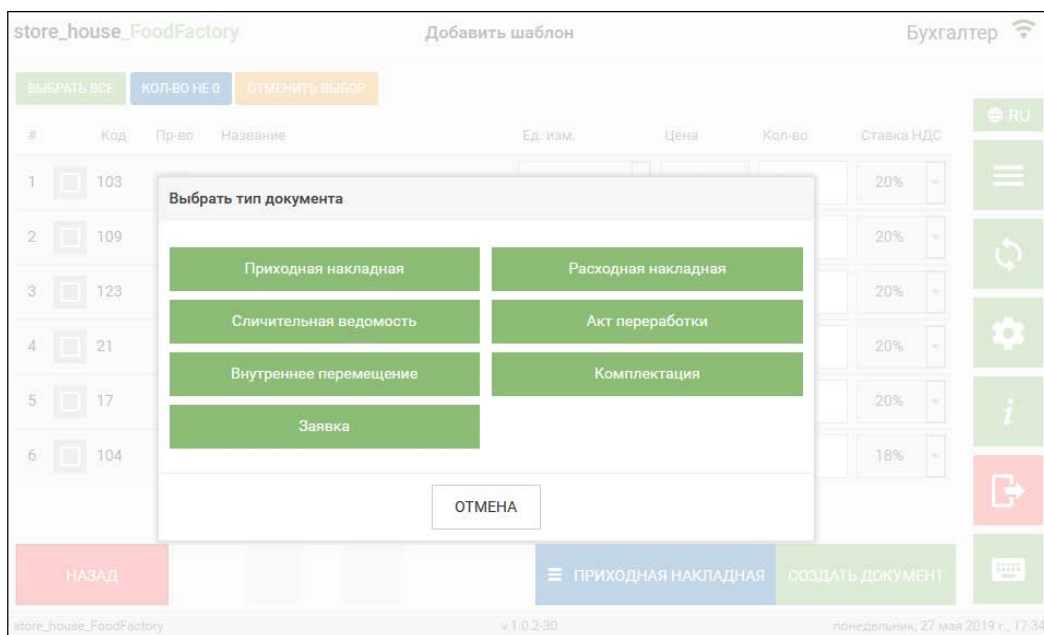 store_house_FoodFactory Добавить шаблон Бухгалтер
ВЫБРАТЬ ВСЕ КОЛ-ВО НЕ 0 ОТМЕНИТЬ ВЫБОР
RU
# Код Пр-во Название Ед. изм. Цена Кол-во Ставка НДС
1 103 20%
Выбрать тип документа
2 109 20%
Приходная накладная Расходная накладная
3 123 20%
Сличительная ведомость Акт переработки
4 21 20%
Внутреннее перемещение Комплектация
5 17 20%
Заявка
6 104 18%
ОТМЕНА
НАЗАД ПРИХОДНАЯ НАКЛАДНАЯ СОЗДАТЬ ДОКУМЕНТ
store_house_FoodFactory v.1.0.2-30 понедельник, 27 мая 2019 г., 17:34